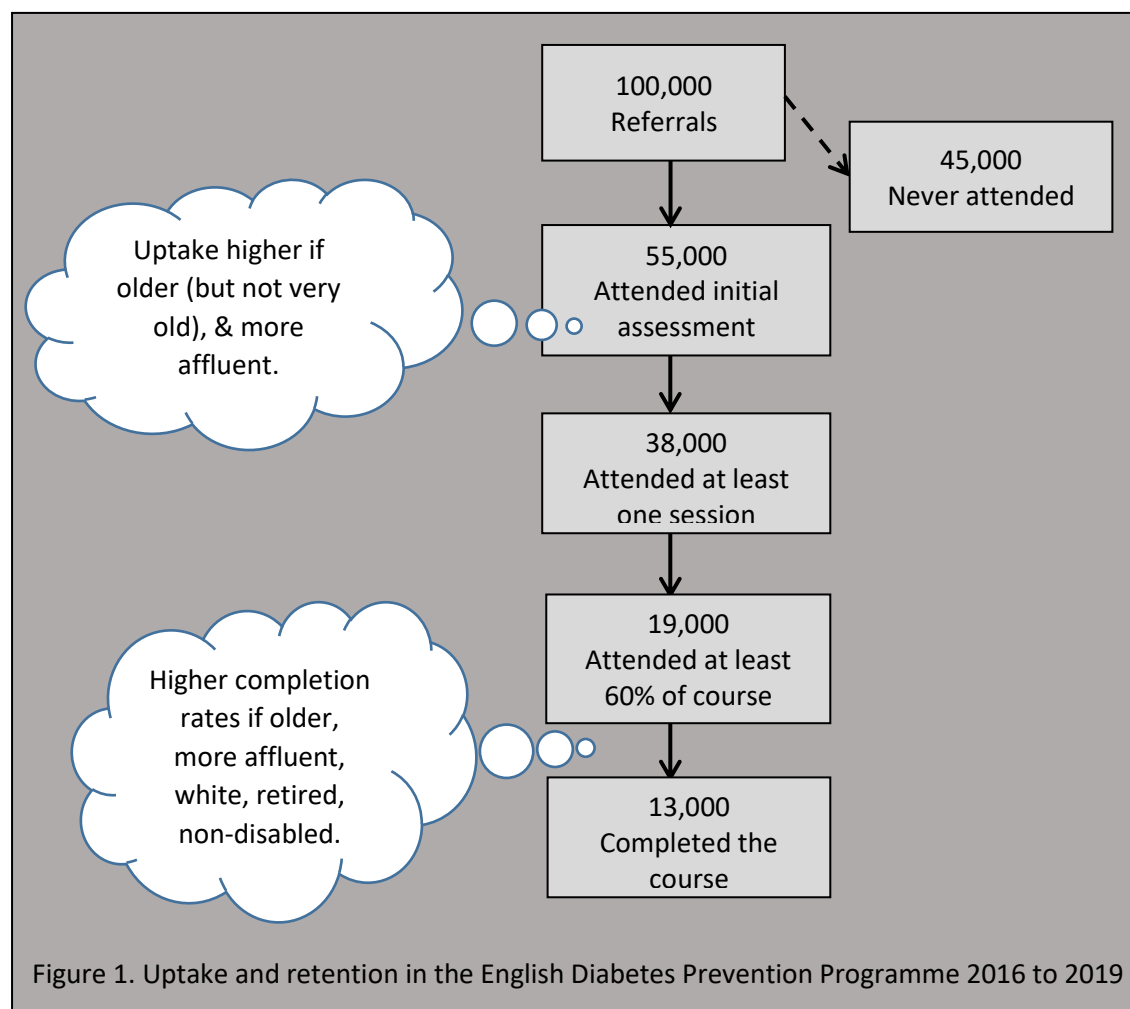 100,000
Referrals
45,000
Never attended
55,000
Attended initial
assessment
Uptake higher if
older (but not very
old), & more
affluent.
38,000
Attended at least
one session
19,000
Attended at least
60% of course
Higher completion
rates if older,
more affluent,
white, retired,
non-disabled.
13,000
Completed the
course
Figure 1. Uptake and retention in the English Diabetes Prevention Programme 2016 to 2019